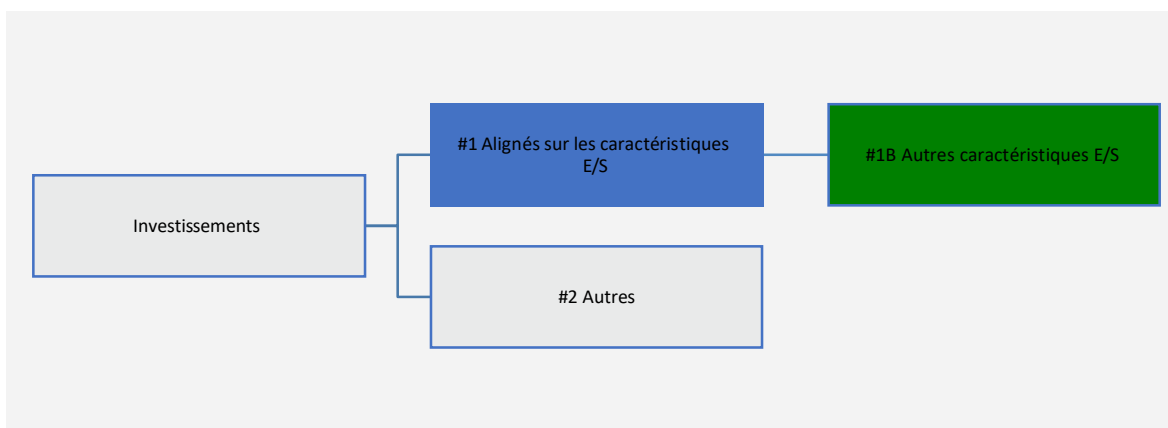 #1 Alignés sur les caractéristiques
E/S
#1B Autres caractéristiques E/S
Investissements
#2 Autres